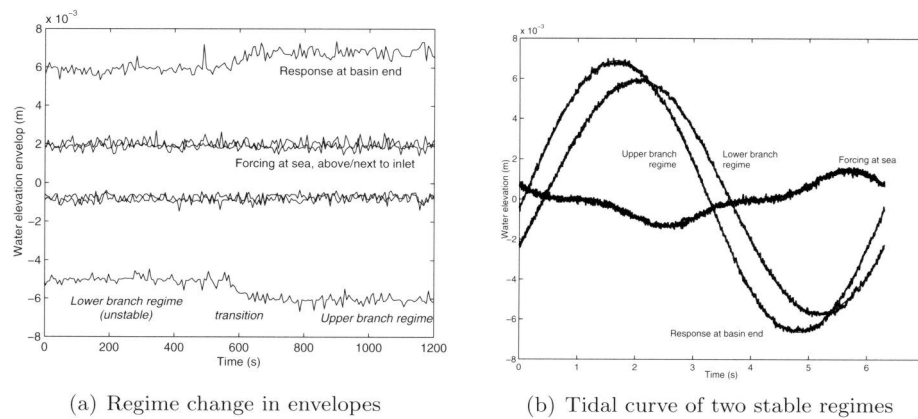 x 10⁻³
8
6
4
2
0
−2
−4
−6
−8
Water elevation envelop (m)
Response at basin end
Forcing at sea, above/next to inlet
Lower branch regime
(unstable)
transition
Upper branch regime
0 200 400 600 800 1000 1200
Time (s)
(a) Regime change in envelopes
x 10⁻³
8
6
4
2
0
−2
−4
−6
−8
Water elevation (m)
Upper branch
regime
Lower branch
regime
Forcing at sea
Response at basin end
0 1 2 3 4 5 6
Time (s)
(b) Tidal curve of two stable regimes